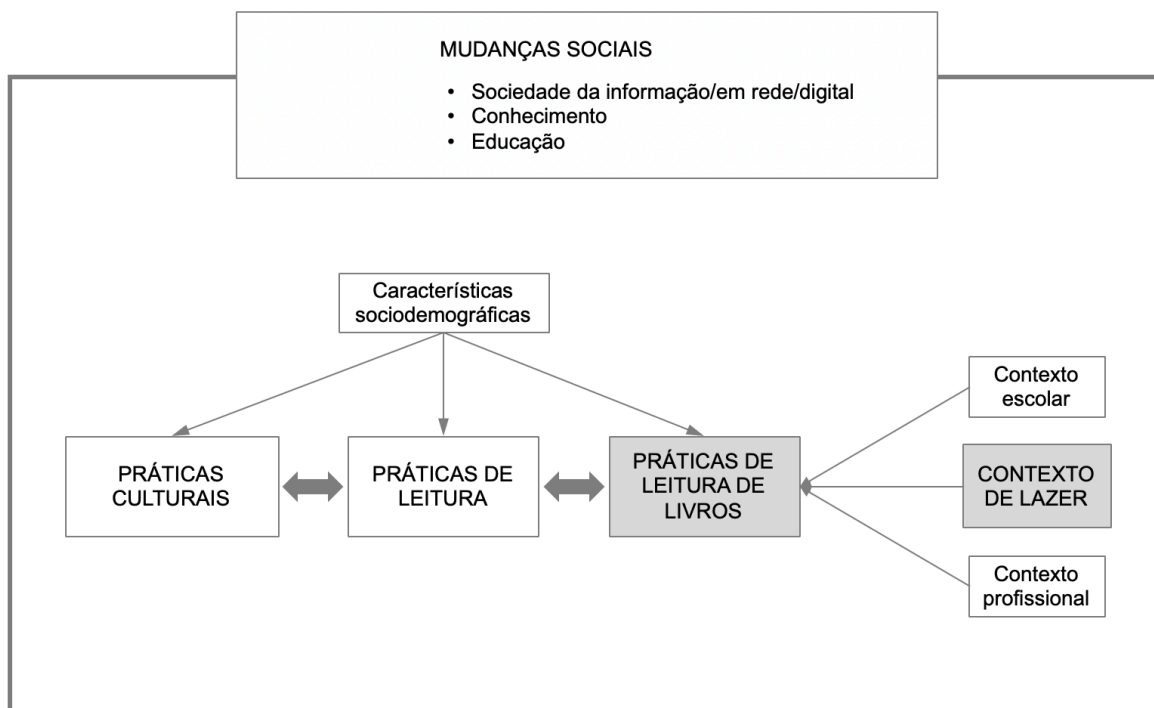 MUDANÇAS SOCIAIS
• Sociedade da informação/em rede/digital
• Conhecimento
• Educação
Características
sociodemográficas
PRÁTICAS
CULTURAIS
PRÁTICAS DE
LEITURA
PRÁTICAS DE
LEITURA DE
LIVROS
Contexto
escolar
CONTEXTO
DE LAZER
Contexto
profissional